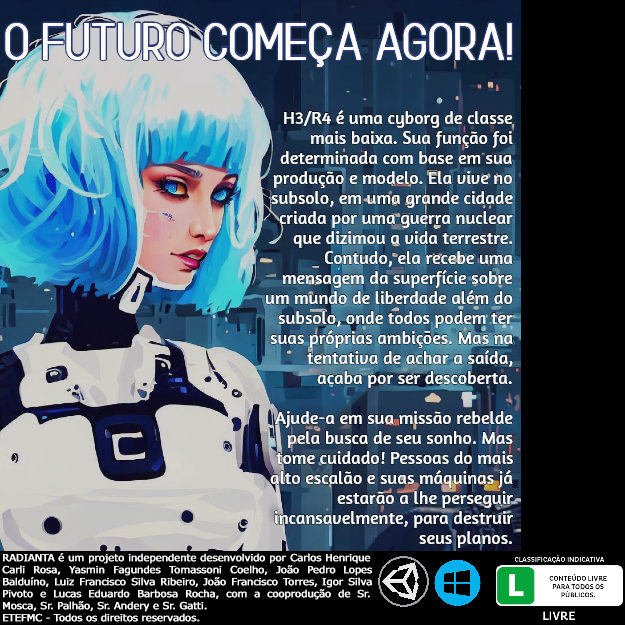 O FUTURO COMEÇA AGORA!
H3/R4 é uma cyborg de classe
mais baixa. Sua função foi
determinada com base em sua
produção e modelo. Ela vive no
subsolo, em uma grande cidade
criada por uma guerra nuclear
que dizimou a vida terrestre.
Contudo, ela recebe uma
mensagem da superfície sobre
um mundo de liberdade além do
subsolo, onde todos podem ter
suas próprias ambições. Mas na
tentativa de achar a saída,
acaba por ser descoberta.
Ajude-a em sua missão rebelde
pela busca de seu sonho. Mas
tome cuidado! Pessoas do mais
alto escalão e suas máquinas já
estarão a lhe perseguir
incansavelmente, para destruir
seus planos.
RADIANTA é um projeto independente desenvolvido por Carlos Henrique
Carli Rosa, Yasmin Fagundes Tomassoni Coelho, João Pedro Lopes
Balduíno, Luiz Francisco Silva Ribeiro, João Francisco Torres, Igor Silva
Pivoto e Lucas Eduardo Barbosa Rocha, com a cooprodução de Sr.
Mosca, Sr. Palhão, Sr. Andery e Sr. Gatti.
ETEFMC - Todos os direitos reservados.
CLASSIFICAÇÃO INDICATIVA
L
CONTEÚDO LIVRE
PARA TODOS OS
PÚBLICOS.
LIVRE